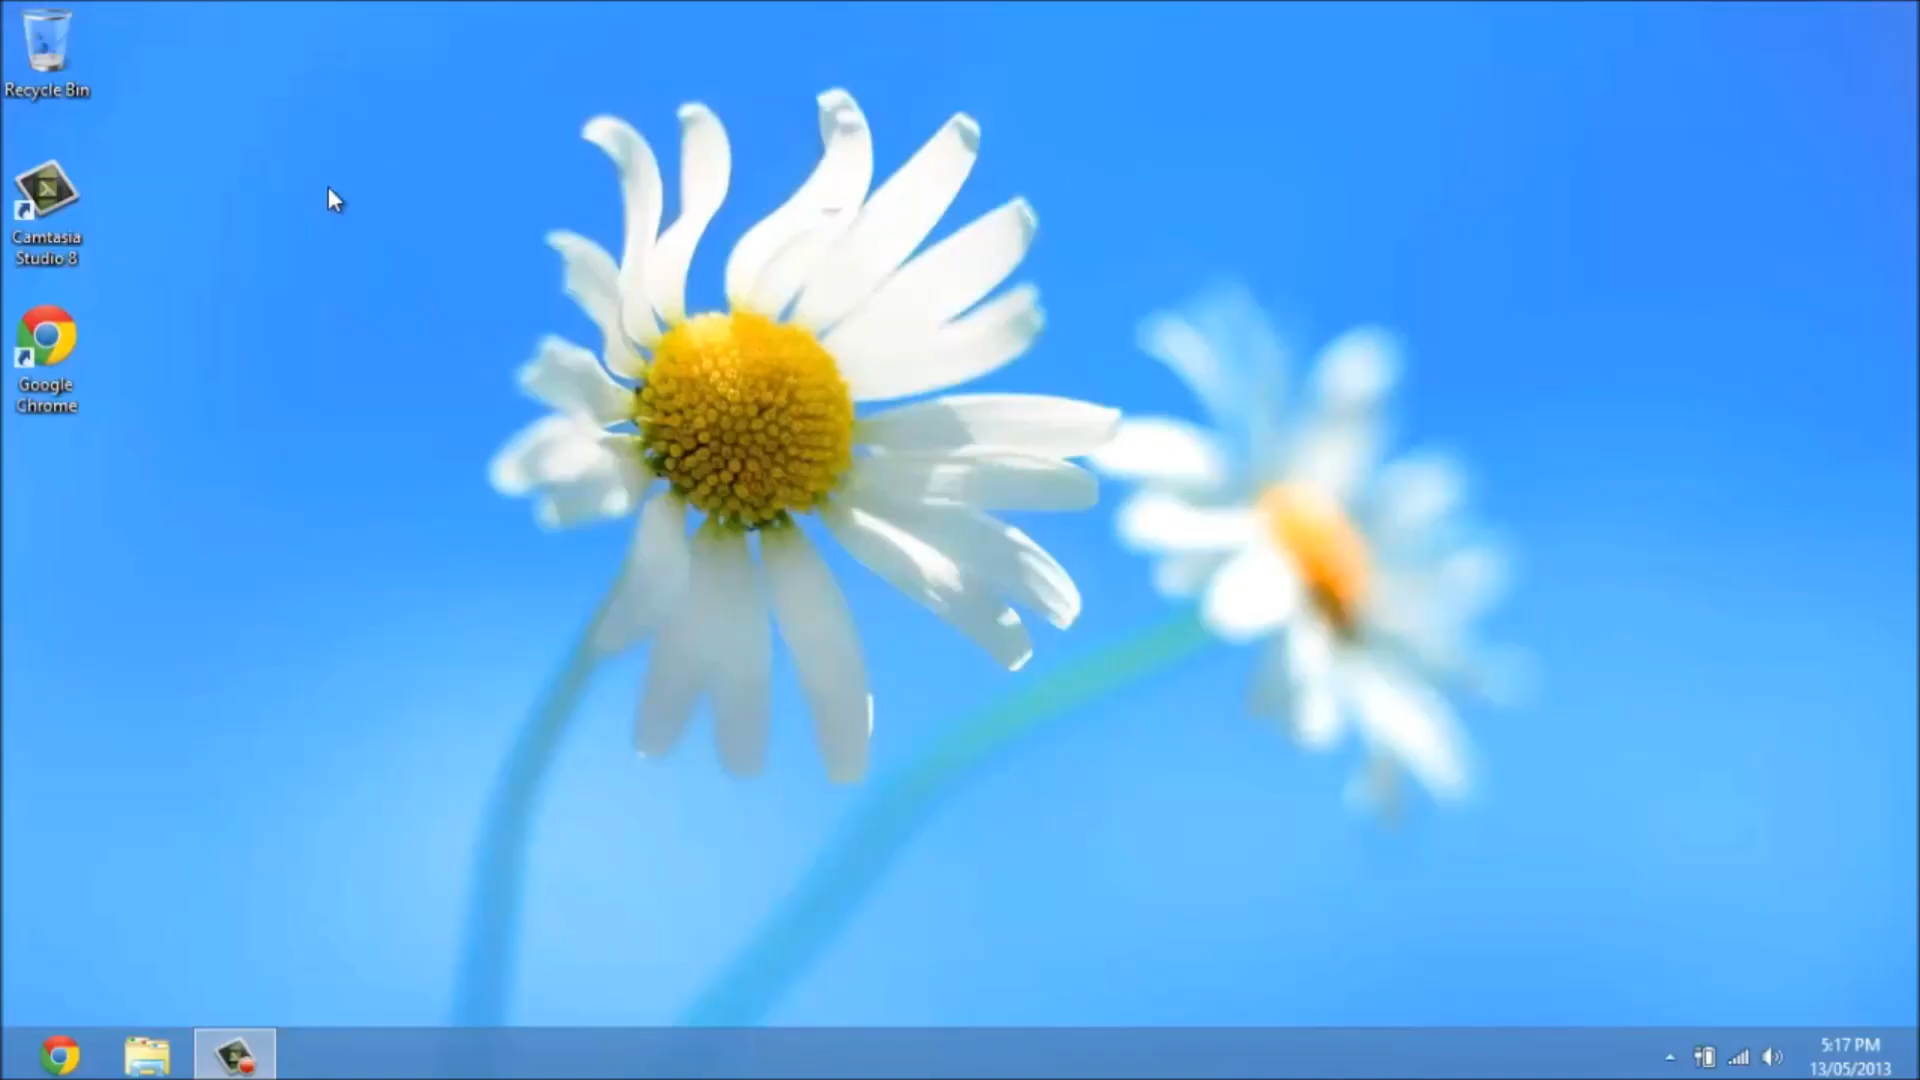 Recycle Bin
Camtasia
Studio 8
Google
Chrome
5:17 PM
13/05/2013